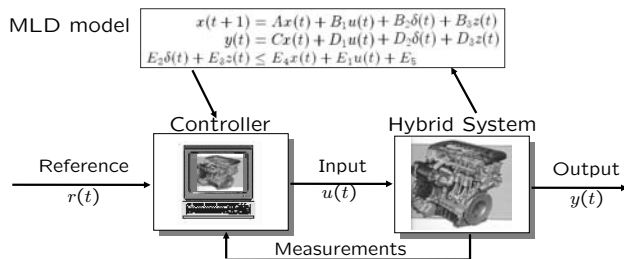 MLD model
x(t + 1) = Ax(t) + B₁u(t) + B₂δ(t) + B₃z(t)
y(t) = Cx(t) + D₁u(t) + D₂δ(t) + D₃z(t)
E₂δ(t) + E₃z(t) ≤ E₄x(t) + E₁u(t) + E₅
Controller
Hybrid System
Reference
r(t)
Input
u(t)
Output
y(t)
Measurements